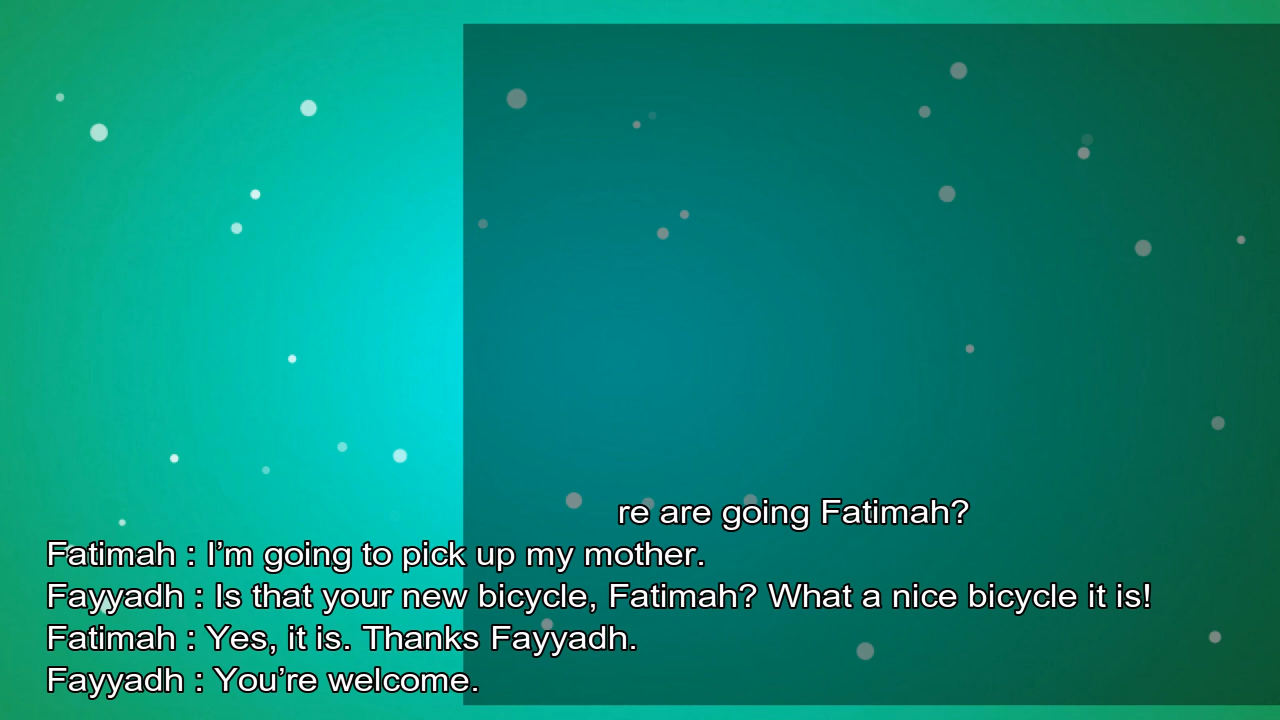 re are going Fatimah?
Fatimah : I’m going to pick up my mother.
Fayyadh : Is that your new bicycle, Fatimah? What a nice bicycle it is!
Fatimah : Yes, it is. Thanks Fayyadh.
Fayyadh : You’re welcome.